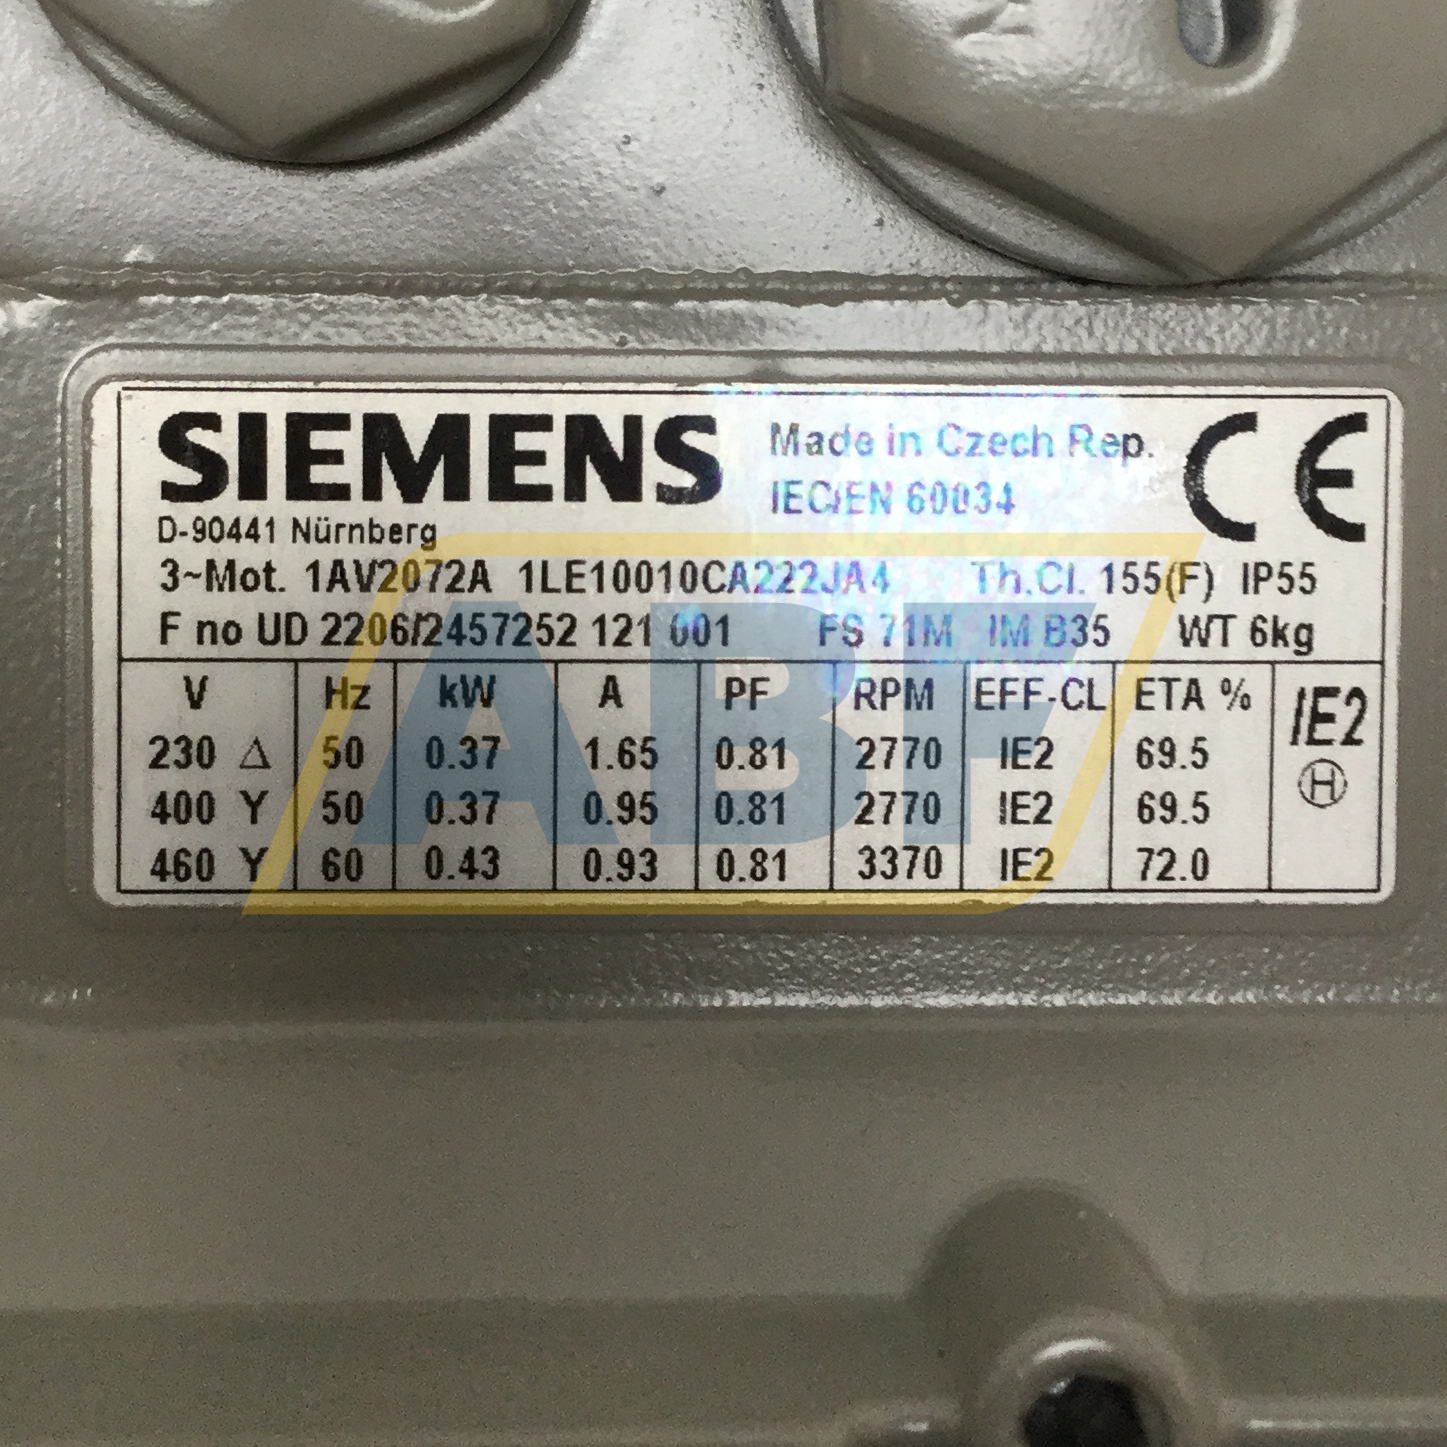 SIEMENS
Made in Czech Rep.
IEC/EN 60034
CE
D-90441 Nürnberg
3~Mot. 1AV2072A 1LE10010CA222JA4 Th.Cl. 155(F) IP55
F no UD 2206/2457252 121 001 FS 71M IM B35 WT 6kg
V Hz kW A PF RPM EFF-CL ETA %
230 Δ 50 0.37 1.65 0.81 2770 IE2 69.5
400 Y 50 0.37 0.95 0.81 2770 IE2 69.5
460 Y 60 0.43 0.93 0.81 3370 IE2 72.0
IE2
H
ABF